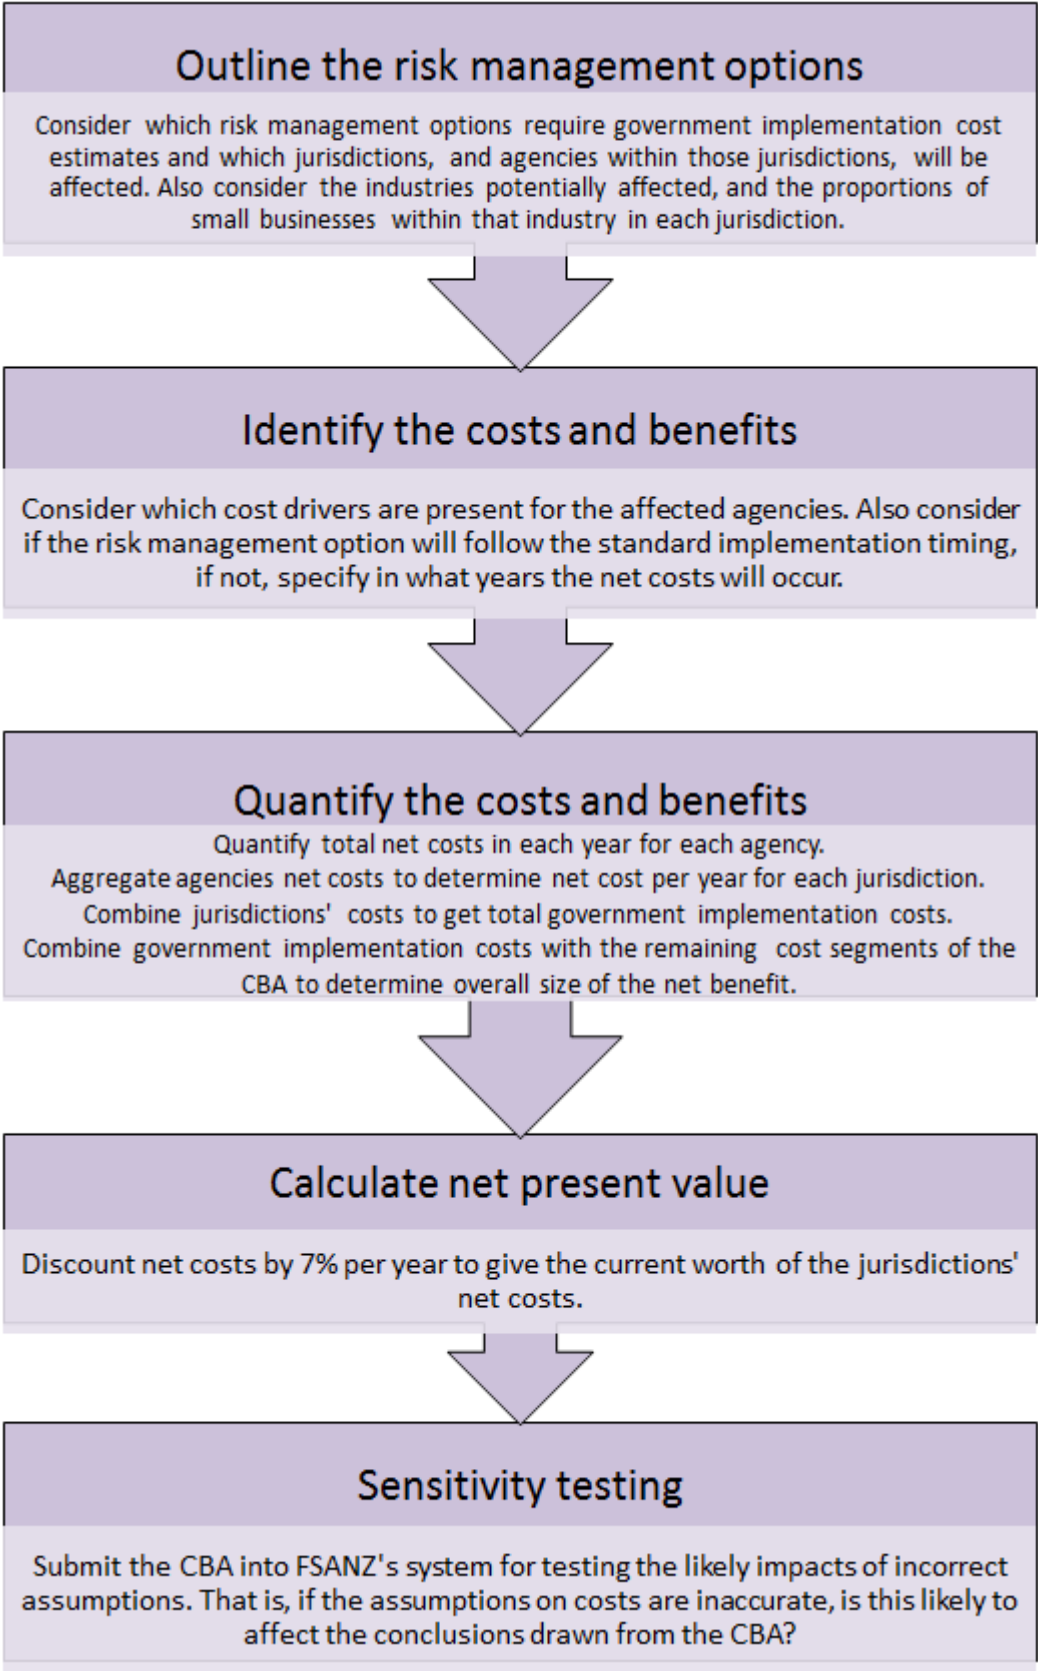 Outline the risk management options
Consider which risk management options require government implementation cost
estimates and which jurisdictions, and agencies within those jurisdictions, will be
affected. Also consider the industries potentially affected, and the proportions of
small businesses within that industry in each jurisdiction.
Identify the costs and benefits
Consider which cost drivers are present for the affected agencies. Also consider
if the risk management option will follow the standard implementation timing,
if not, specify in what years the net costs will occur.
Quantify the costs and benefits
Quantify total net costs in each year for each agency.
Aggregate agencies net costs to determine net cost per year for each jurisdiction.
Combine jurisdictions' costs to get total government implementation costs.
Combine government implementation costs with the remaining cost segments of the
CBA to determine overall size of the net benefit.
Calculate net present value
Discount net costs by 7% per year to give the current worth of the jurisdictions'
net costs.
Sensitivity testing
Submit the CBA into FSANZ's system for testing the likely impacts of incorrect
assumptions. That is, if the assumptions on costs are inaccurate, is this likely to
affect the conclusions drawn from the CBA?